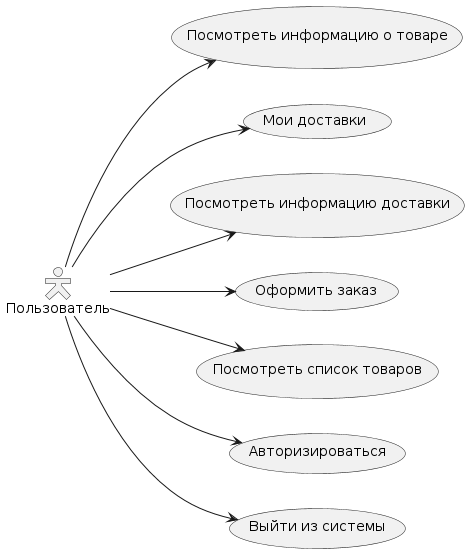 Посмотреть информацию о товаре
Мои доставки
Посмотреть информацию доставки
Пользователь
Оформить заказ
Посмотреть список товаров
Авторизироваться
Выйти из системы